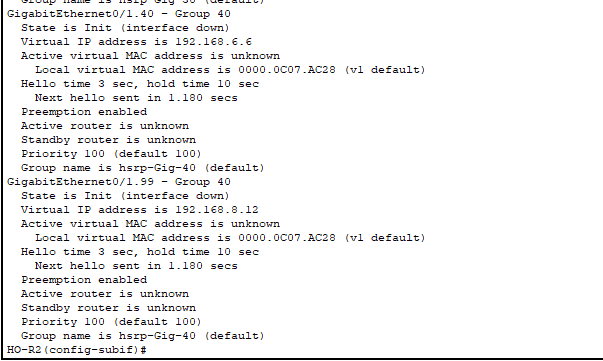 Group name is hsrp-Gig-30 (default)
GigabitEthernet0/1.40 - Group 40
State is Init (interface down)
Virtual IP address is 192.168.6.6
Active virtual MAC address is unknown
Local virtual MAC address is 0000.0C07.AC28 (v1 default)
Hello time 3 sec, hold time 10 sec
Next hello sent in 1.180 secs
Preemption enabled
Active router is unknown
Standby router is unknown
Priority 100 (default 100)
Group name is hsrp-Gig-40 (default)
GigabitEthernet0/1.99 - Group 40
State is Init (interface down)
Virtual IP address is 192.168.8.12
Active virtual MAC address is unknown
Local virtual MAC address is 0000.0C07.AC28 (v1 default)
Hello time 3 sec, hold time 10 sec
Next hello sent in 1.180 secs
Preemption enabled
Active router is unknown
Standby router is unknown
Priority 100 (default 100)
Group name is hsrp-Gig-40 (default)
HO-R2(config-subif)#